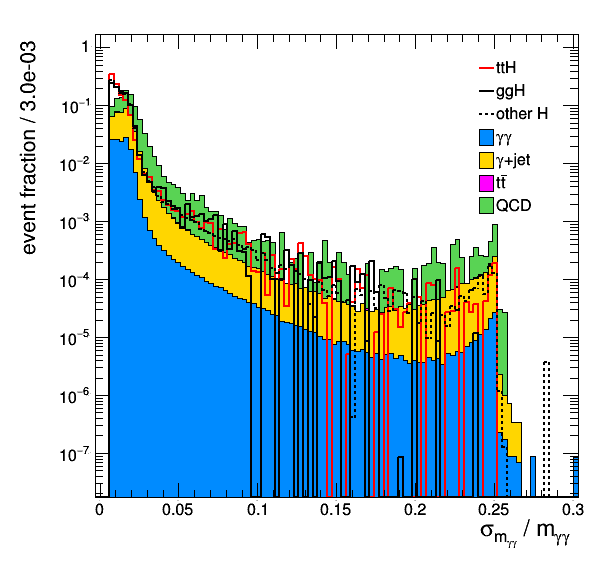 event fraction / 3.0e-03
1
10⁻¹
10⁻²
10⁻³
10⁻⁴
10⁻⁵
10⁻⁶
10⁻⁷
ttH
ggH
other H
γγ
γ+jet
tt̄
QCD
0 0.05 0.1 0.15 0.2 0.25 0.3
σ_mγγ / mγγ